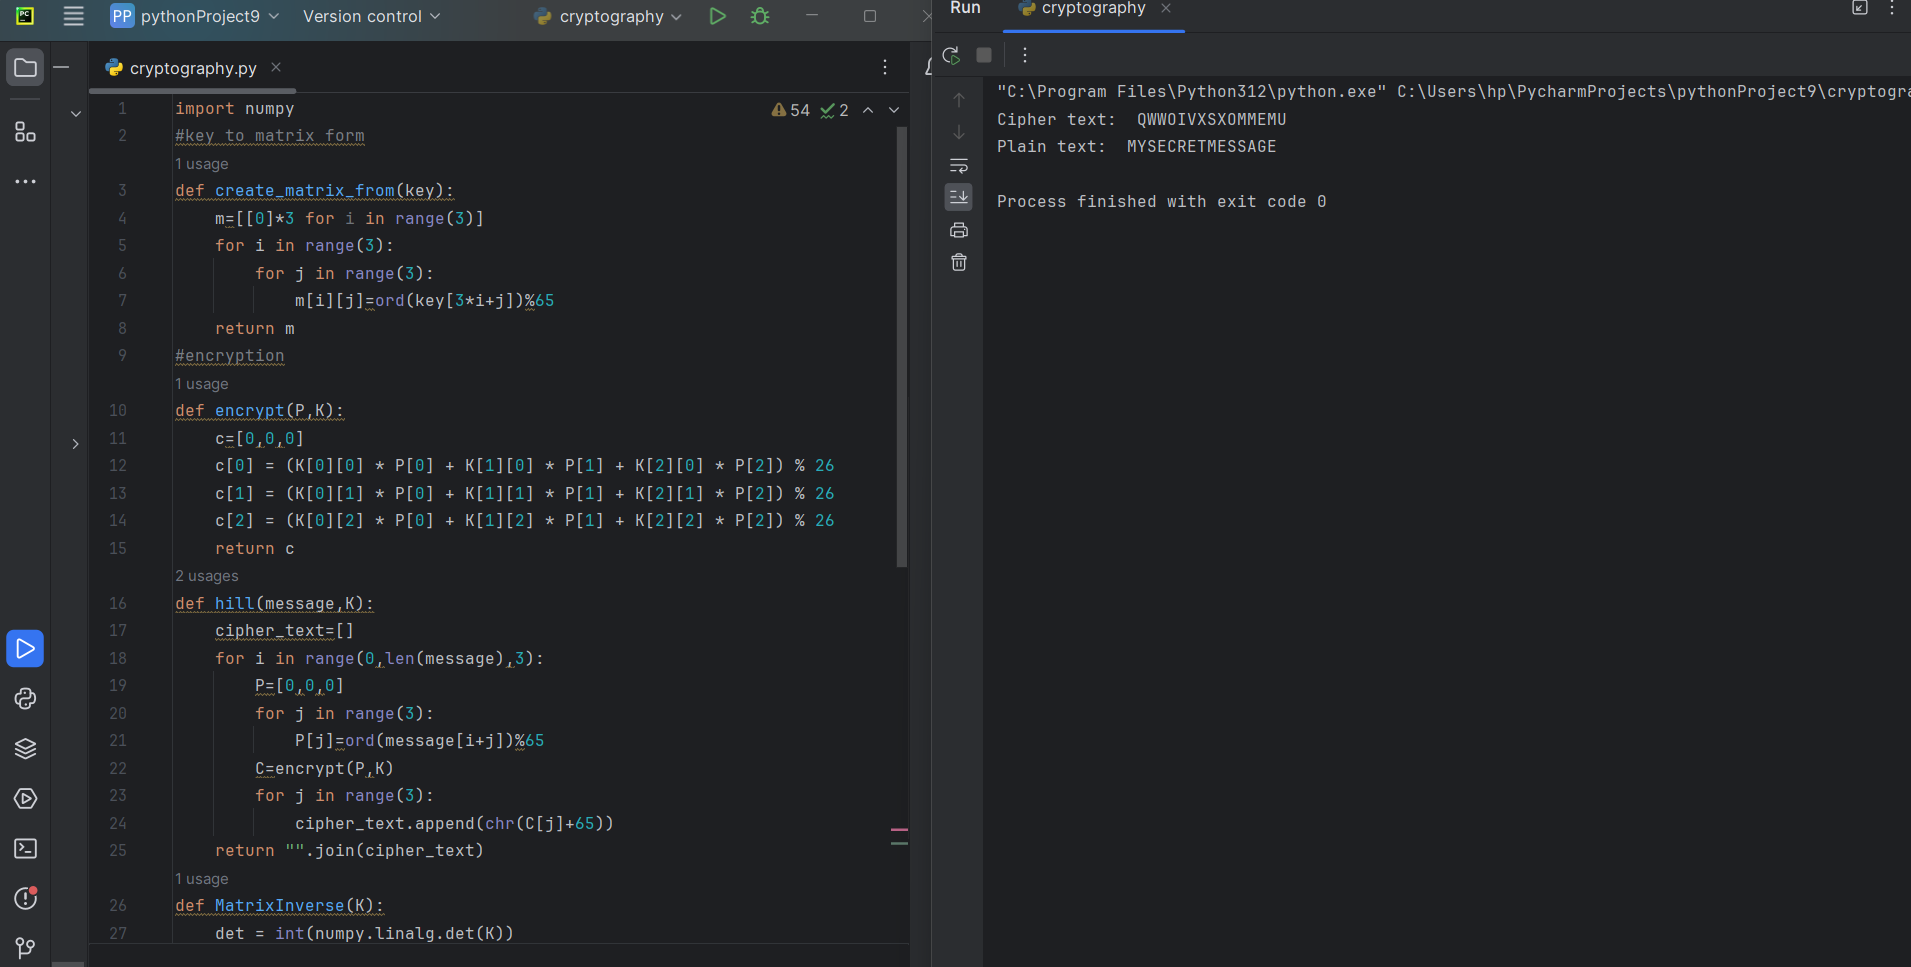 PC
PP pythonProject9
Version control
cryptography
cryptography.py
54 2
1 import numpy
2 #key to matrix form
1 usage
3 def create_matrix_from(key):
4 m=[[0]*3 for i in range(3)]
5 for i in range(3):
6 for j in range(3):
7 m[i][j]=ord(key[3*i+j])%65
8 return m
9 #encryption
1 usage
10 def encrypt(P,K):
11 c=[0,0,0]
12 c[0] = (K[0][0] * P[0] + K[1][0] * P[1] + K[2][0] * P[2]) % 26
13 c[1] = (K[0][1] * P[0] + K[1][1] * P[1] + K[2][1] * P[2]) % 26
14 c[2] = (K[0][2] * P[0] + K[1][2] * P[1] + K[2][2] * P[2]) % 26
15 return c
2 usages
16 def hill(message,K):
17 cipher_text=[]
18 for i in range(0,len(message),3):
19 P=[0,0,0]
20 for j in range(3):
21 P[j]=ord(message[i+j])%65
22 C=encrypt(P,K)
23 for j in range(3):
24 cipher_text.append(chr(C[j]+65))
25 return "".join(cipher_text)
1 usage
26 def MatrixInverse(K):
27 det = int(numpy.linalg.det(K))
Run cryptography
"C:\Program Files\Python312\python.exe" C:\Users\hp\PycharmProjects\pythonProject9\cryptogra
Cipher text:  QWWOIVXSXOMMEMU
Plain text:  MYSECRETMESSAGE
Process finished with exit code 0